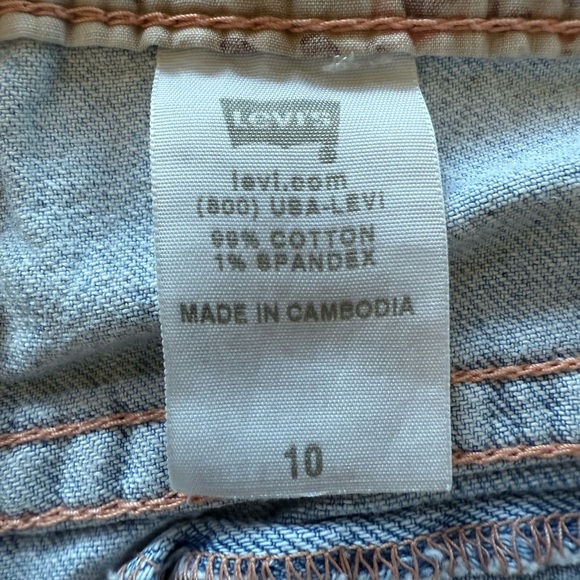 Levi's
levi.com
(800) USA-LEVI
99% COTTON
1% SPANDEX
MADE IN CAMBODIA
10